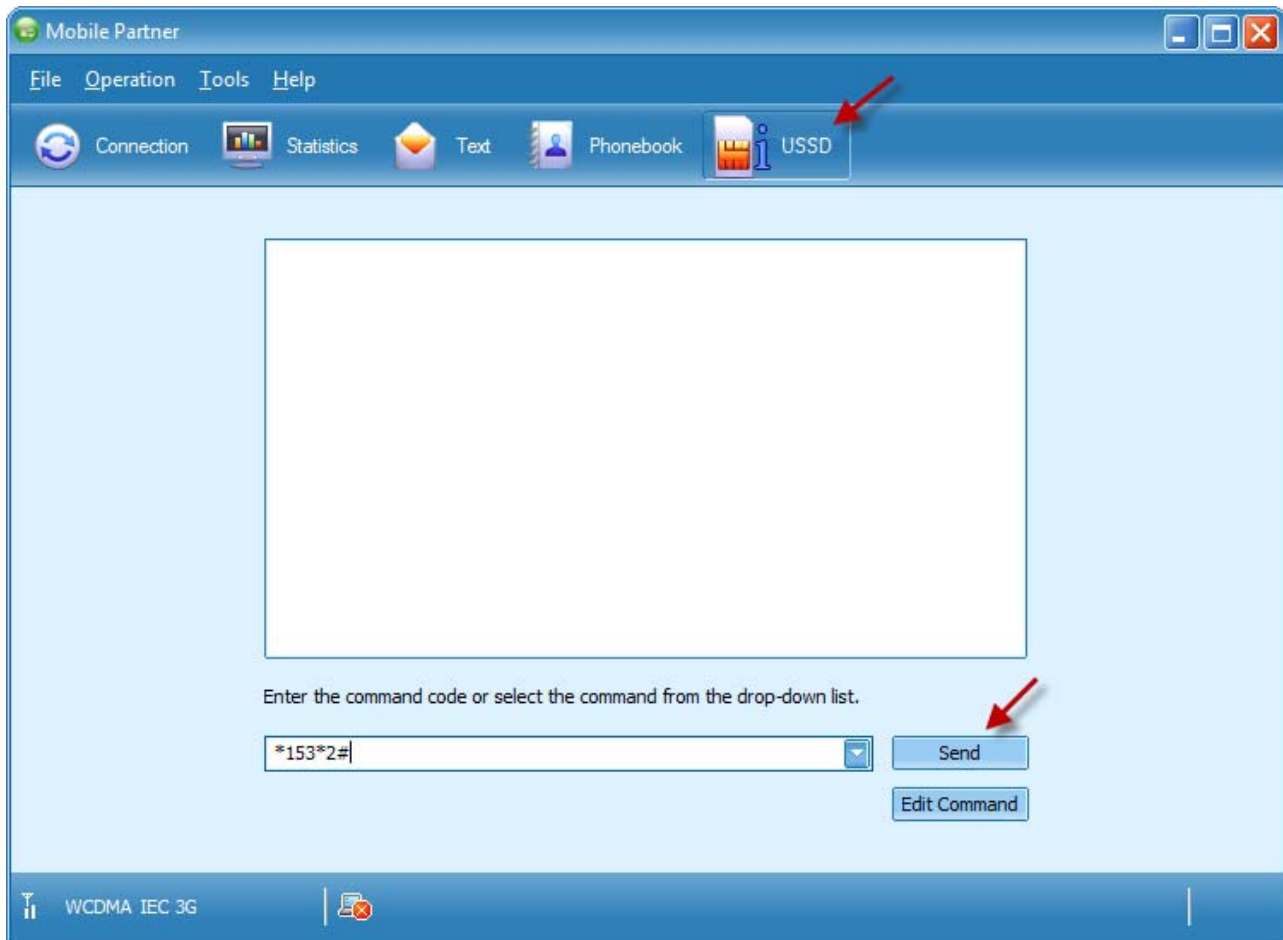 Mobile Partner
File Operation Tools Help
Connection Statistics Text Phonebook USSD
Enter the command code or select the command from the drop-down list.
*153*2#
Send
Edit Command
WCDMA IEC 3G